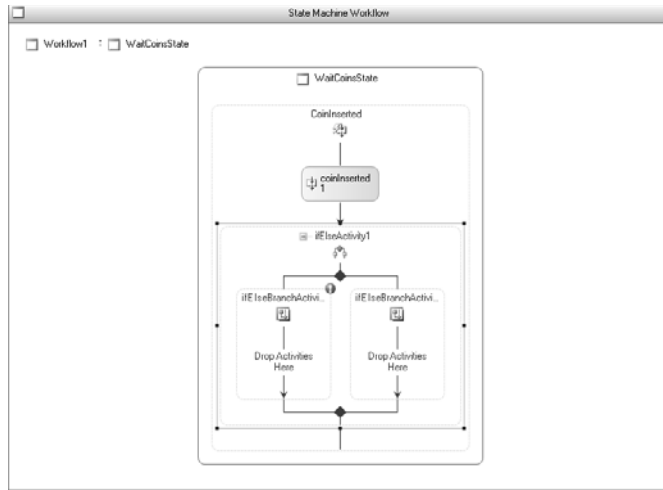 State Machine Workflow
Workflow1 : WaitCoinsState
WaitCoinsState
CoinInserted
coinInserted
1
ifElseActivity1
ifElseBranchActivi...
ifElseBranchActivi...
Drop Activities
Here
Drop Activities
Here